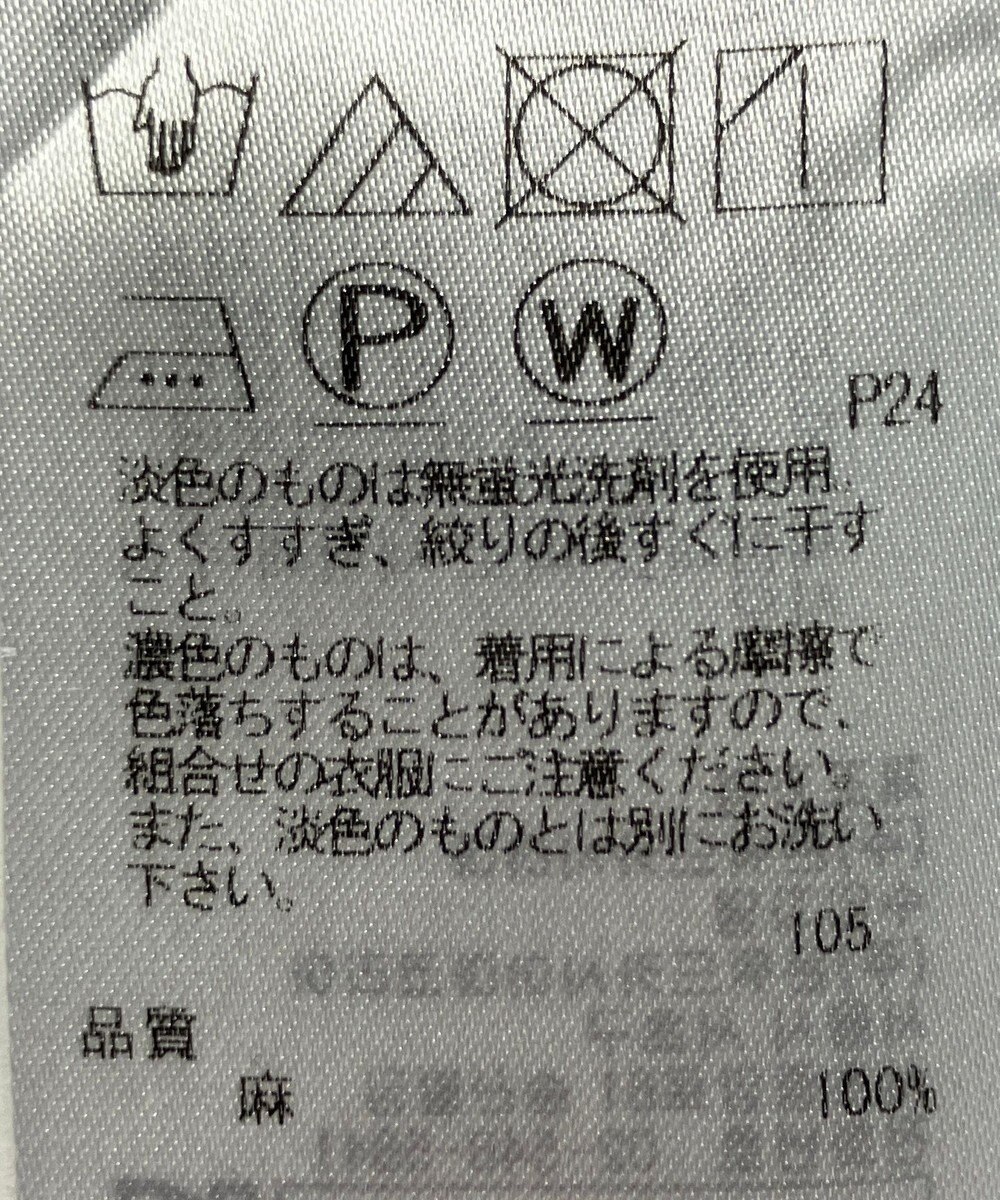 P
W
P24
淡色のものは無蛍光洗剤を使用、
よくすすぎ、絞りの後すぐに干す
こと。
濃色のものは、着用による摩擦で
色落ちすることがありますので、
組合せの衣服にご注意ください。
また、淡色のものとは別にお洗い
下さい。
105
品質
麻 100%